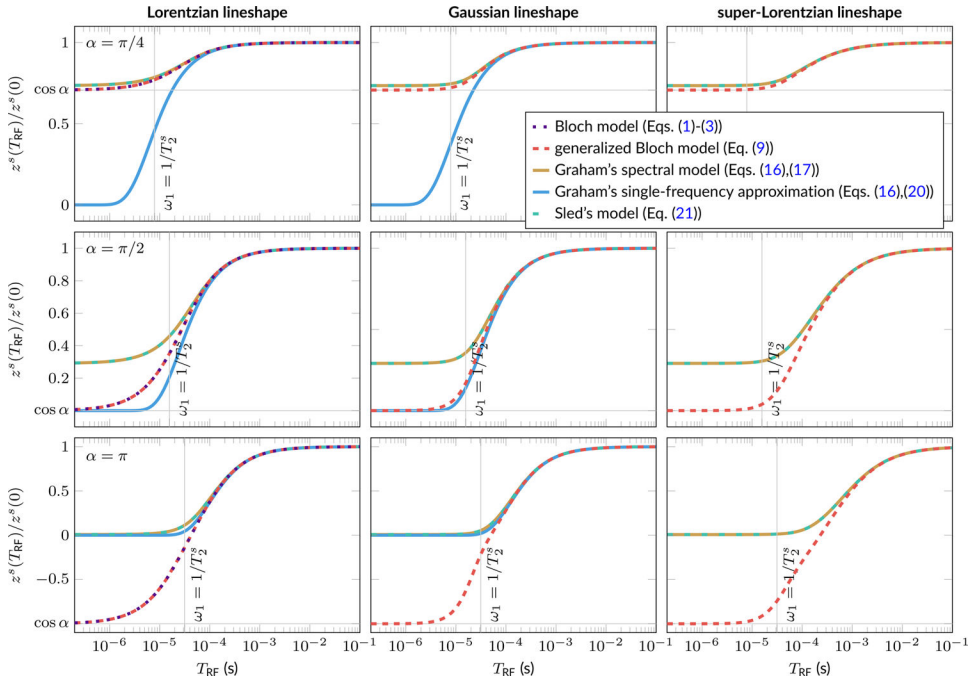 Lorentzian lineshape
Gaussian lineshape
super-Lorentzian lineshape
z^s(T_RF)/z^s(0)
1
cos α
0.5
0
α = π/4
ω₁ = 1/T₂^s
ω₁ = 1/T₂^s
Bloch model (Eqs. (1)-(3))
generalized Bloch model (Eq. (9))
Graham's spectral model (Eqs. (16),(17))
Graham's single-frequency approximation (Eqs. (16),(20))
Sled's model (Eq. (21))
z^s(T_RF)/z^s(0)
1
0.8
0.6
0.4
0.2
cos α
α = π/2
ω₁ = 1/T₂^s
ω₁ = 1/T₂^s
ω₁ = 1/T₂^s
z^s(T_RF)/z^s(0)
1
0.5
0
−0.5
cos α
α = π
ω₁ = 1/T₂^s
ω₁ = 1/T₂^s
ω₁ = 1/T₂^s
10⁻⁶ 10⁻⁵ 10⁻⁴ 10⁻³ 10⁻² 10⁻¹
10⁻⁶ 10⁻⁵ 10⁻⁴ 10⁻³ 10⁻² 10⁻¹
10⁻⁶ 10⁻⁵ 10⁻⁴ 10⁻³ 10⁻² 10⁻¹
T_RF (s)
T_RF (s)
T_RF (s)